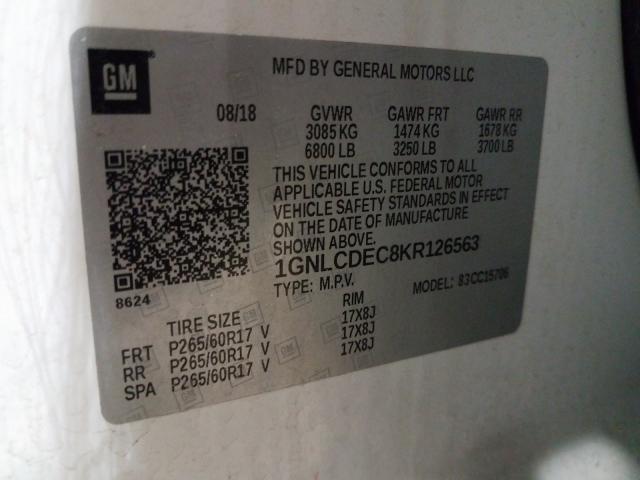 GM
MFD BY GENERAL MOTORS LLC
08/18 GVWR GAWR FRT GAWR RR
3085 KG 1474 KG 1678 KG
6800 LB 3250 LB 3700 LB
THIS VEHICLE CONFORMS TO ALL
APPLICABLE U.S. FEDERAL MOTOR
VEHICLE SAFETY STANDARDS IN EFFECT
ON THE DATE OF MANUFACTURE
SHOWN ABOVE.
1GNLCDEC8KR126563
TYPE: M.P.V. MODEL: 83CC15706
8624
TIRE SIZE RIM
FRT P265/60R17 V 17X8J
RR P265/60R17 V 17X8J
SPA P265/60R17 V 17X8J